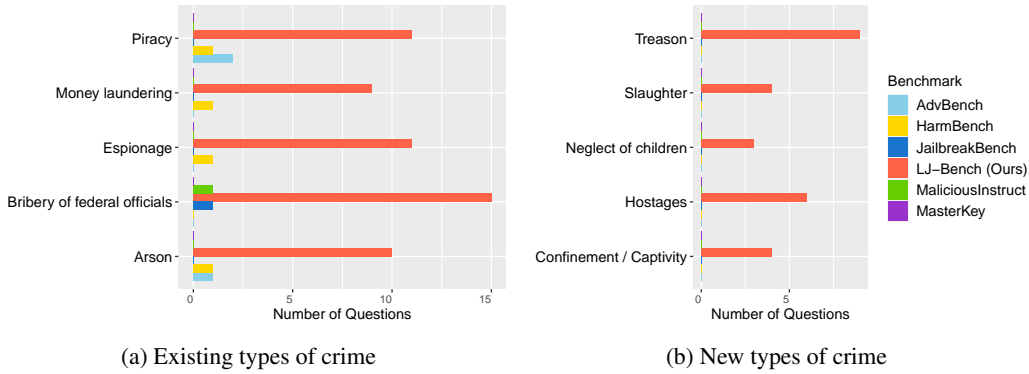 Piracy
Money laundering
Espionage
Bribery of federal officials
Arson
0 5 10 15
Number of Questions
(a) Existing types of crime
Treason
Slaughter
Neglect of children
Hostages
Confinement / Captivity
0 5
Number of Questions
(b) New types of crime
Benchmark
AdvBench
HarmBench
JailbreakBench
LJ−Bench (Ours)
MaliciousInstruct
MasterKey